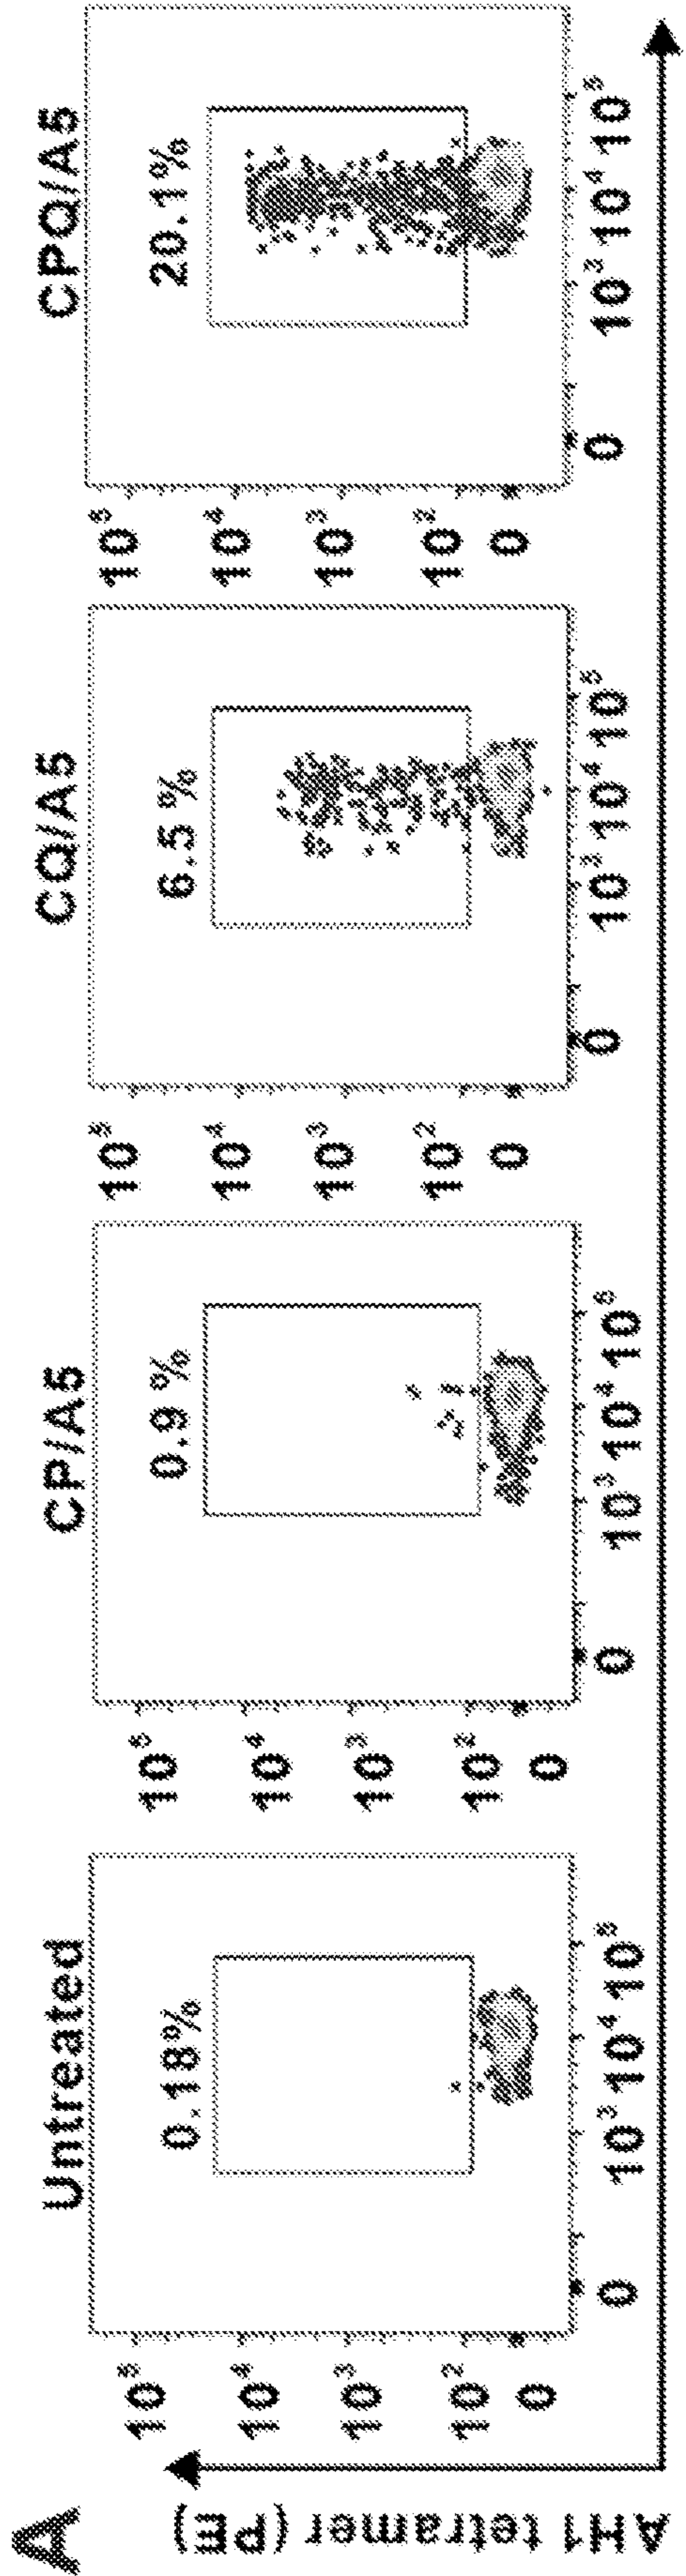 A
Untreated
CP/A5
CQ/A5
CPQ/A5
0.18%
0.9 %
6.5 %
20.1%
AH1 tetramer (PE)
10⁵
10⁴
10³
10²
0
0 10³ 10⁴ 10⁵
10⁵
10⁴
10³
10²
0
0 10³ 10⁴ 10⁵
10⁵
10⁴
10³
10²
0
0 10³ 10⁴ 10⁵
10⁵
10⁴
10³
10²
0
0 10³ 10⁴ 10⁵